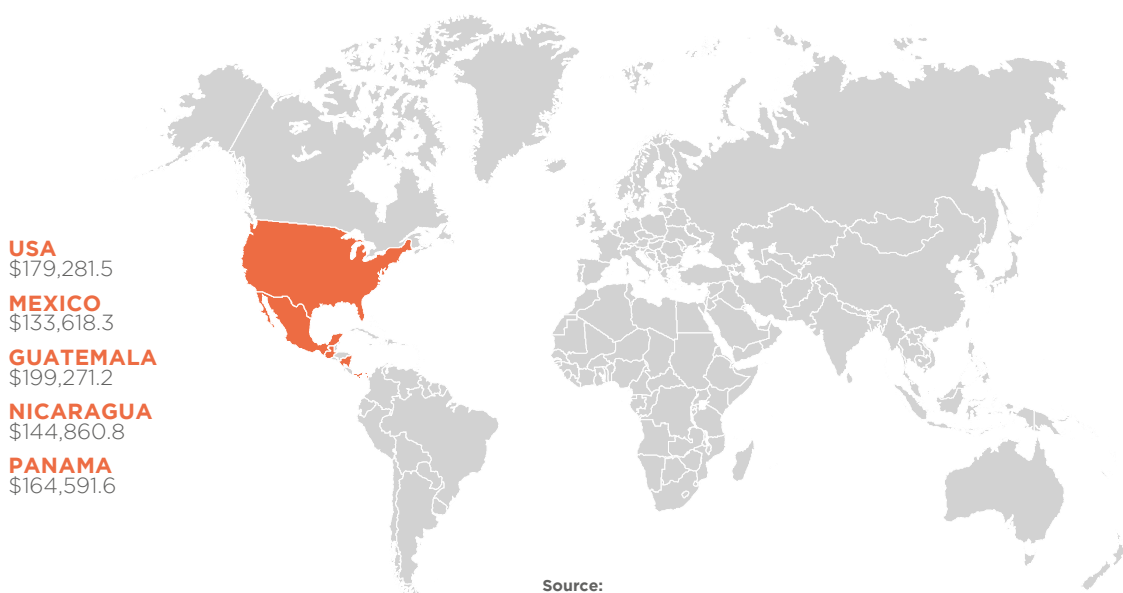 USA
$179,281.5
MEXICO
$133,618.3
GUATEMALA
$199,271.2
NICARAGUA
$144,860.8
PANAMA
$164,591.6
Source: